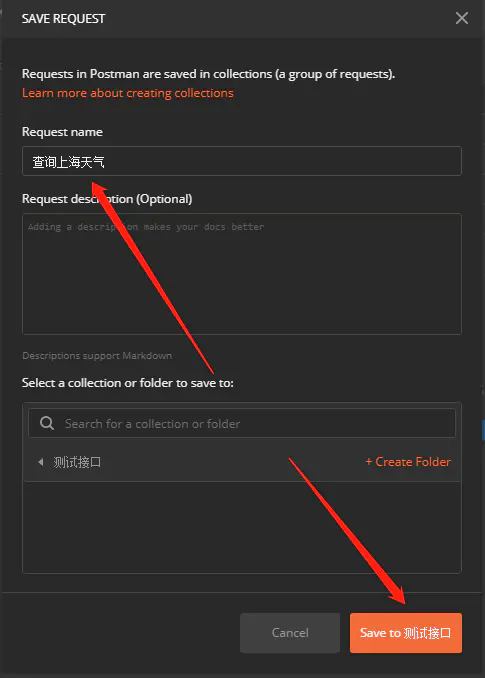 SAVE REQUEST
Requests in Postman are saved in collections (a group of requests).
Learn more about creating collections
Request name
查询上海天气
Request description (Optional)
Adding a description makes your docs better
Descriptions support Markdown
Select a collection or folder to save to:
Search for a collection or folder
测试接口
+ Create Folder
Cancel
Save to 测试接口